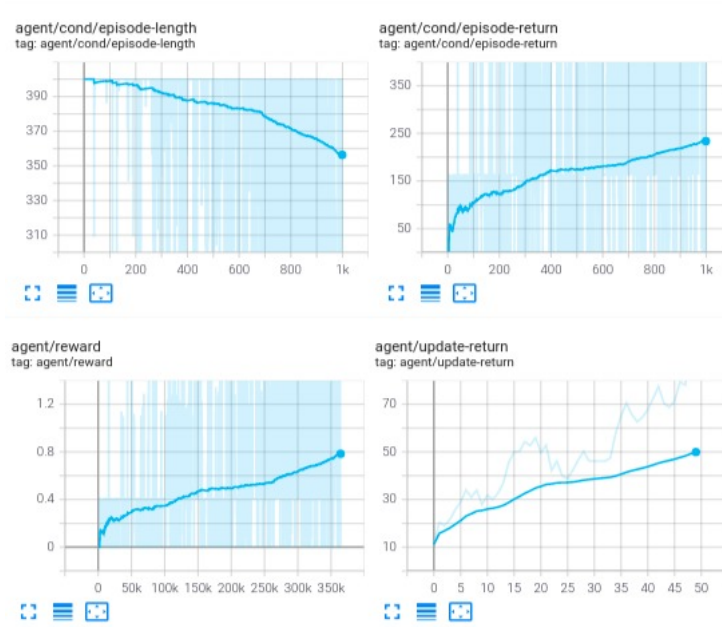 agent/cond/episode-length
tag: agent/cond/episode-length
390
370
350
330
310
0 200 400 600 800 1k
agent/cond/episode-return
tag: agent/cond/episode-return
350
250
150
50
0 200 400 600 800 1k
agent/reward
tag: agent/reward
1.2
0.8
0.4
0
0 50k 100k 150k 200k 250k 300k 350k
agent/update-return
tag: agent/update-return
70
50
30
10
0 5 10 15 20 25 30 35 40 45 50